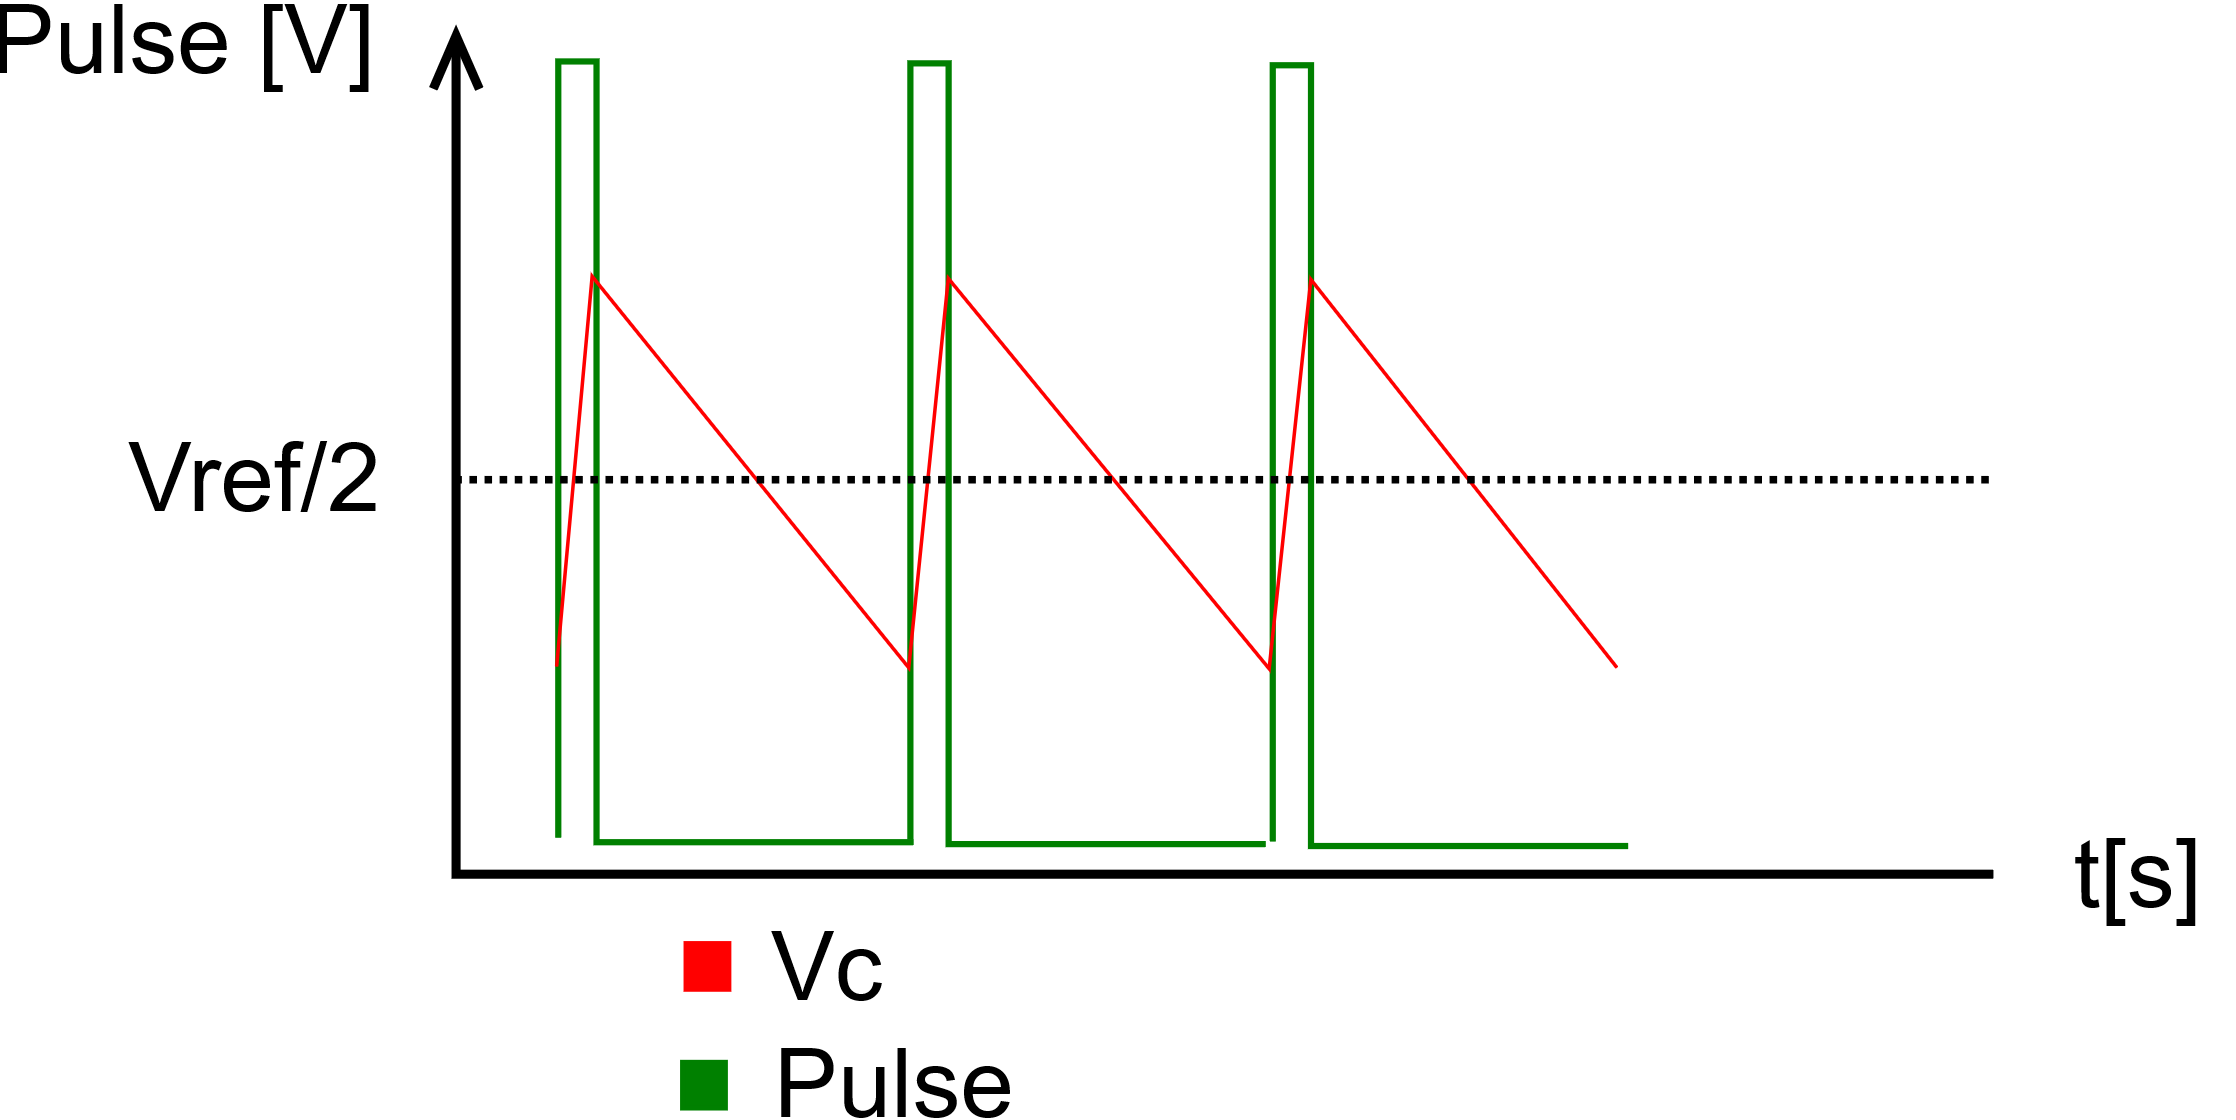 Pulse [V]
Vref/2
t[s]
Vc
Pulse